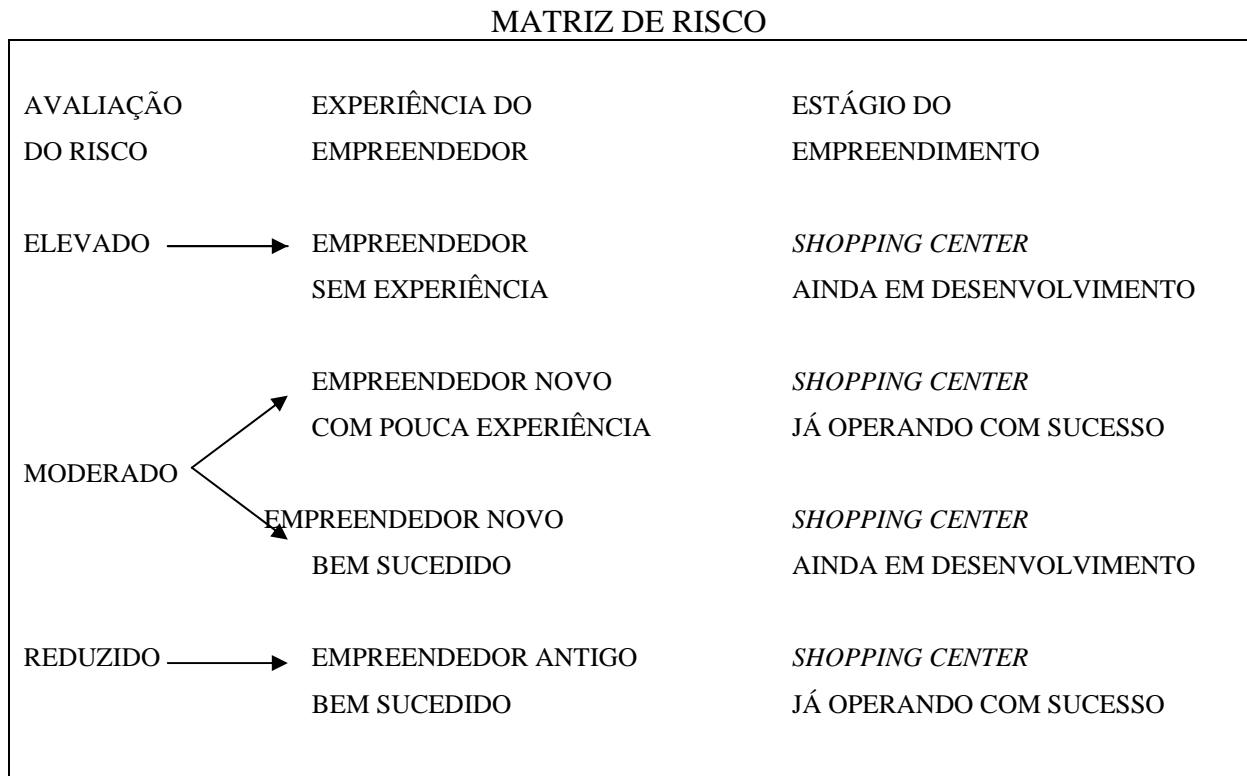 MATRIZ DE RISCO
AVALIAÇÃO EXPERIÊNCIA DO ESTÁGIO DO
DO RISCO EMPREENDEDOR EMPREENDIMENTO
ELEVADO EMPREENDEDOR SHOPPING CENTER
SEM EXPERIÊNCIA AINDA EM DESENVOLVIMENTO
EMPREENDEDOR NOVO SHOPPING CENTER
COM POUCA EXPERIÊNCIA JÁ OPERANDO COM SUCESSO
MODERADO
EMPREENDEDOR NOVO SHOPPING CENTER
BEM SUCEDIDO AINDA EM DESENVOLVIMENTO
REDUZIDO EMPREENDEDOR ANTIGO SHOPPING CENTER
BEM SUCEDIDO JÁ OPERANDO COM SUCESSO